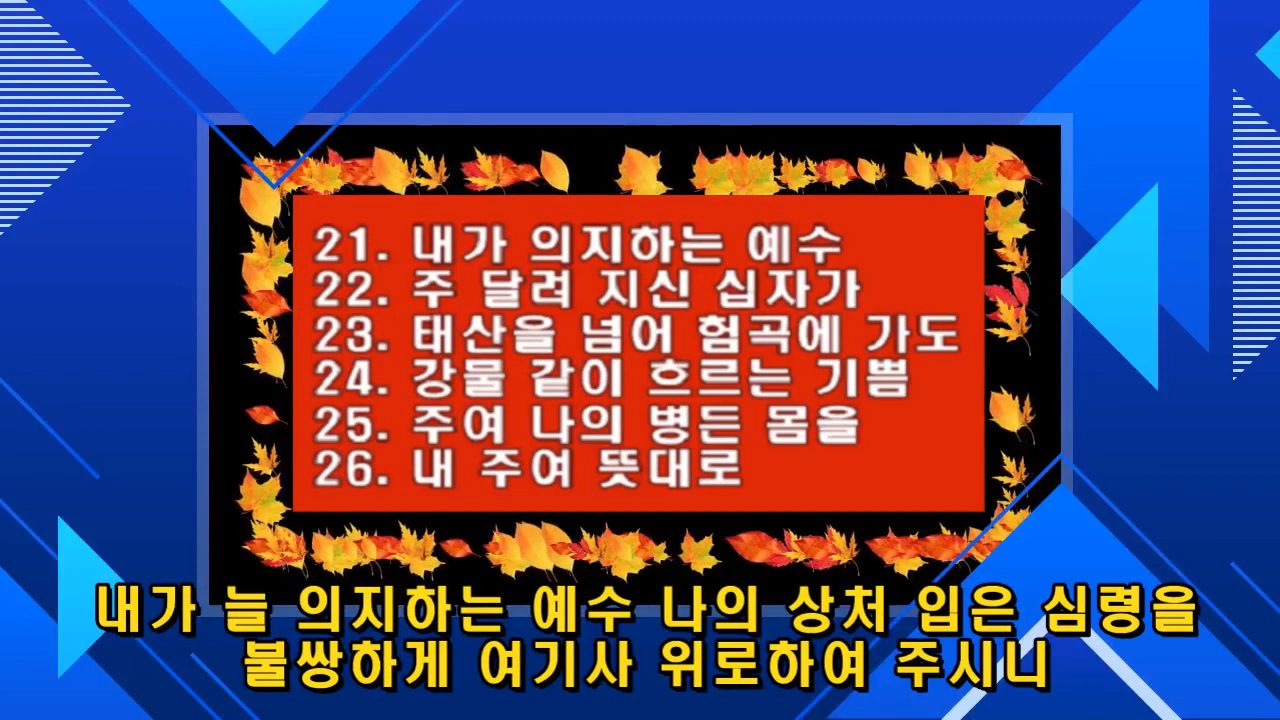 21. 내가 의지하는 예수
22. 주 달려 지신 십자가
23. 태산을 넘어 험곡에 가도
24. 강물 같이 흐르는 기쁨
25. 주여 나의 병든 몸을
26. 내 주여 뜻대로
내가 늘 의지하는 예수 나의 상처 입은 심령을
불쌍하게 여기사 위로하여 주시니